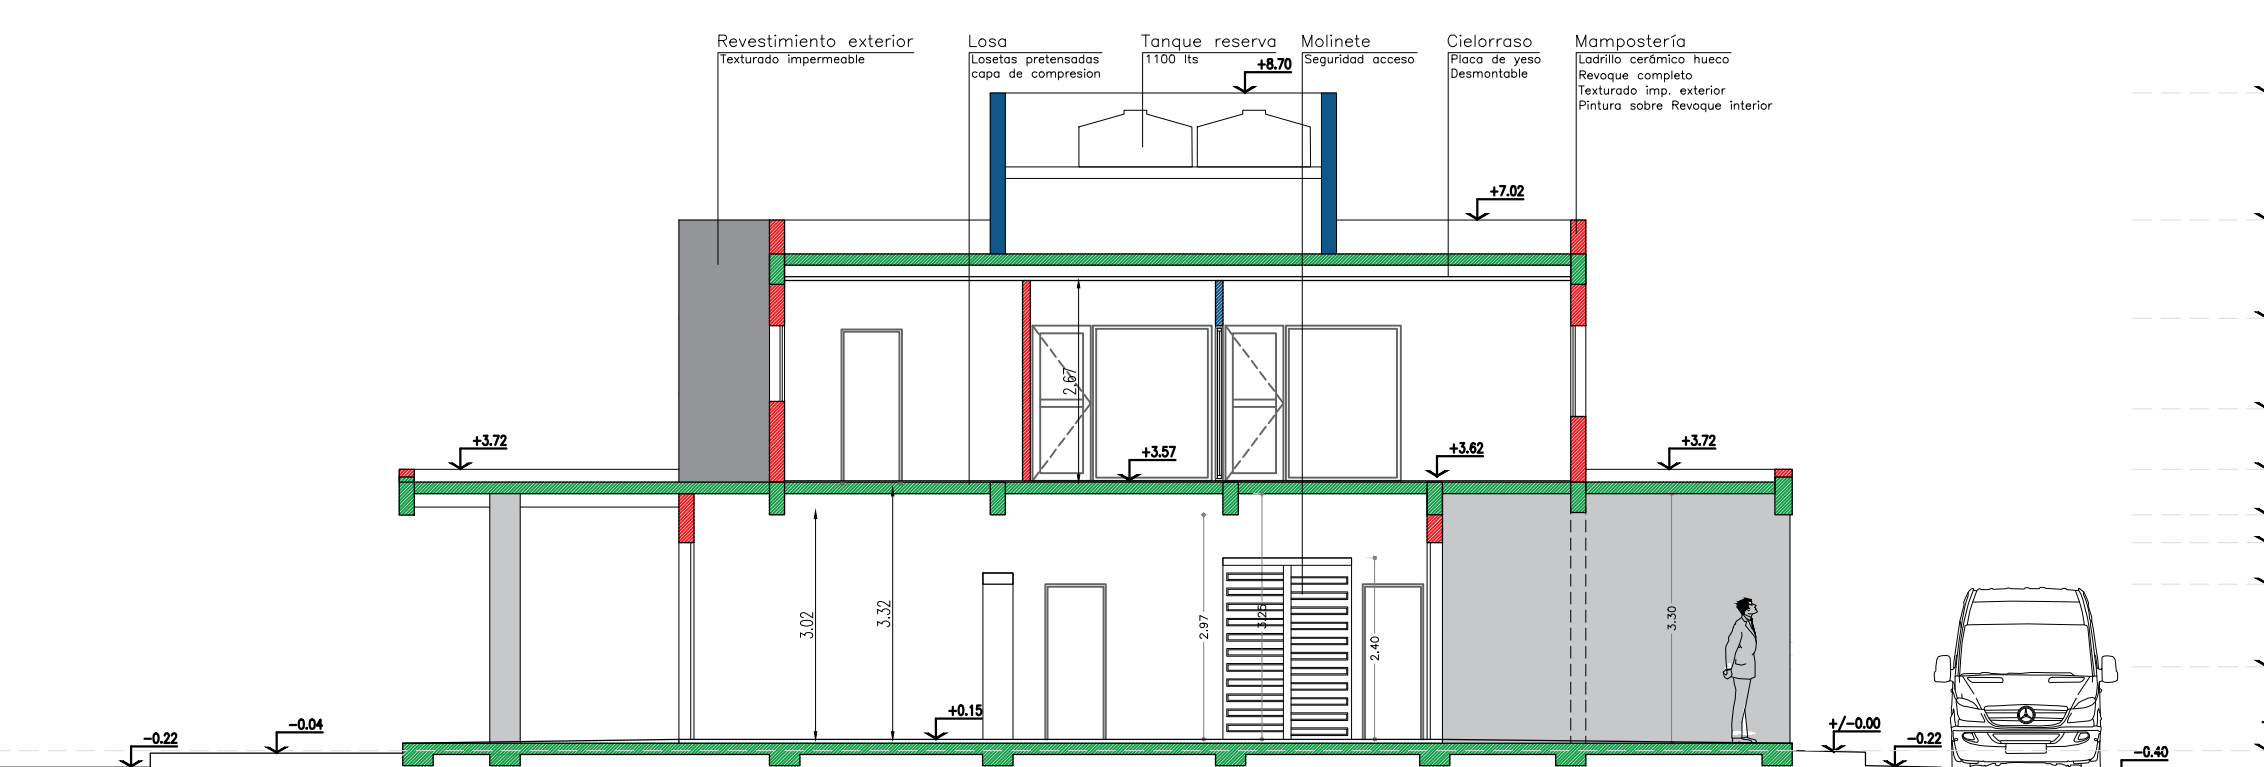 Revestimiento exterior
Texturado impermeable
Losa
Losetas pretensadas
capa de compresion
Tanque reserva
1100 lts
Molinete
Seguridad acceso
Cielorraso
Placa de yeso
Desmontable
Mampostería
Ladrillo cerámico hueco
Revoque completo
Texturado imp. exterior
Pintura sobre Revoque interior
+8.70
+7.02
2,67
+3.72
+3.57
+3.62
+3.72
3.02
3.32
2.97
3.26
2.40
3.30
+0.15
-0.04
-0.22
+/-0.00
-0.22
-0.40